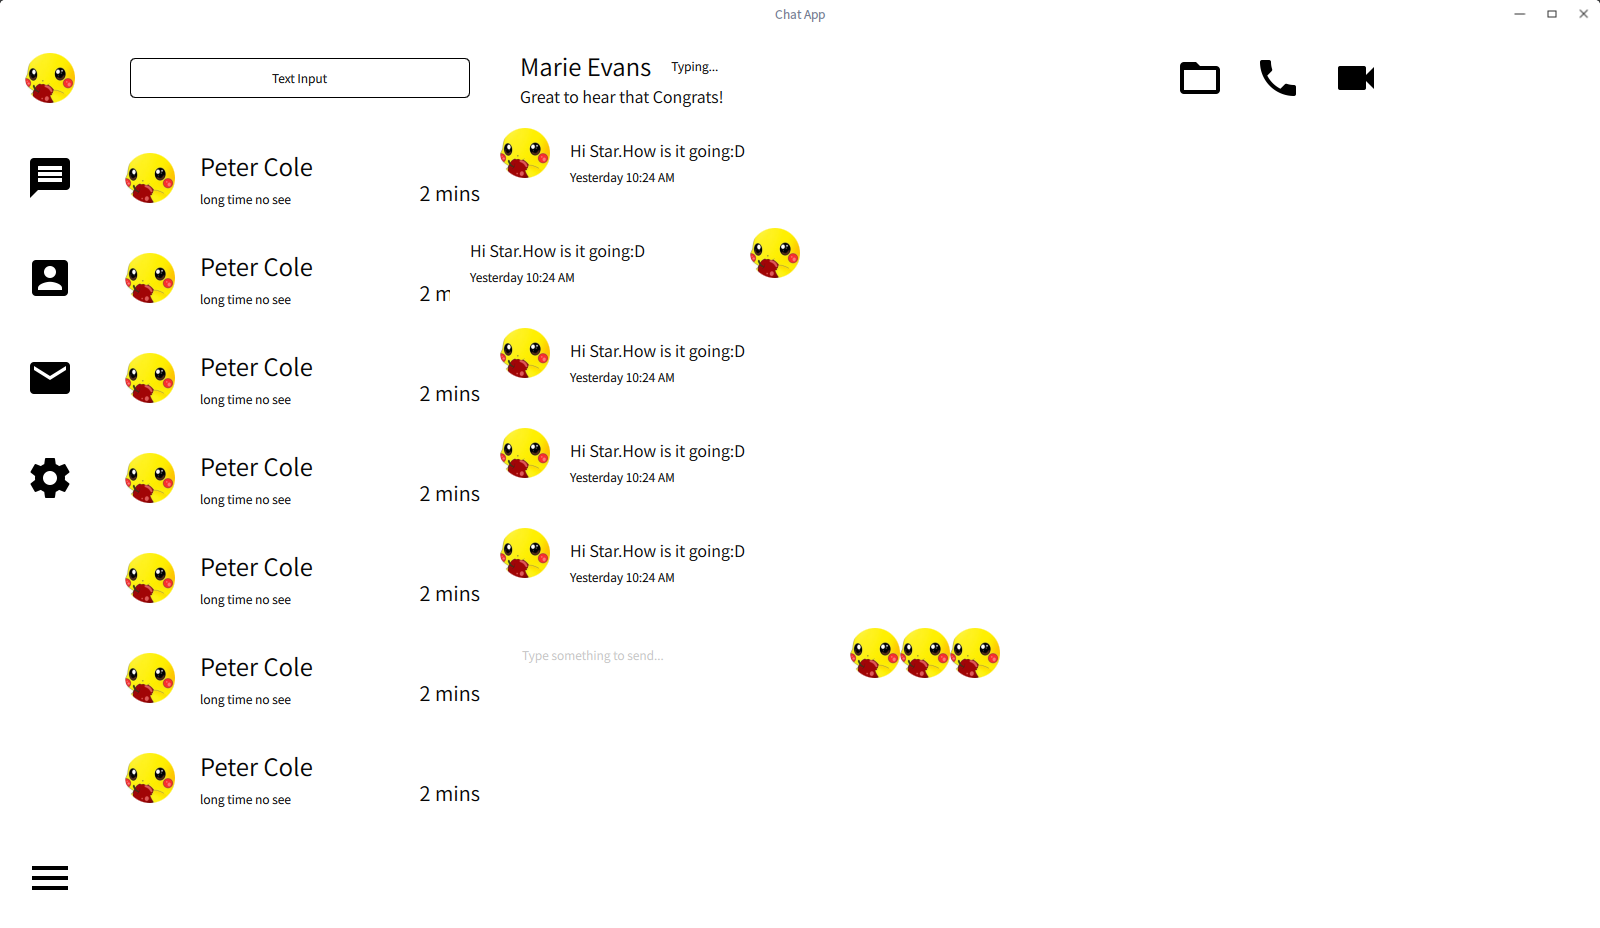 Chat App
Text Input
Peter Cole
long time no see
2 mins
Peter Cole
long time no see
2 m
Peter Cole
long time no see
2 mins
Peter Cole
long time no see
2 mins
Peter Cole
long time no see
2 mins
Peter Cole
long time no see
2 mins
Peter Cole
long time no see
2 mins
Marie Evans
Typing...
Great to hear that Congrats!
Hi Star.How is it going:D
Yesterday 10:24 AM
Hi Star.How is it going:D
Yesterday 10:24 AM
Hi Star.How is it going:D
Yesterday 10:24 AM
Hi Star.How is it going:D
Yesterday 10:24 AM
Hi Star.How is it going:D
Yesterday 10:24 AM
Type something to send...